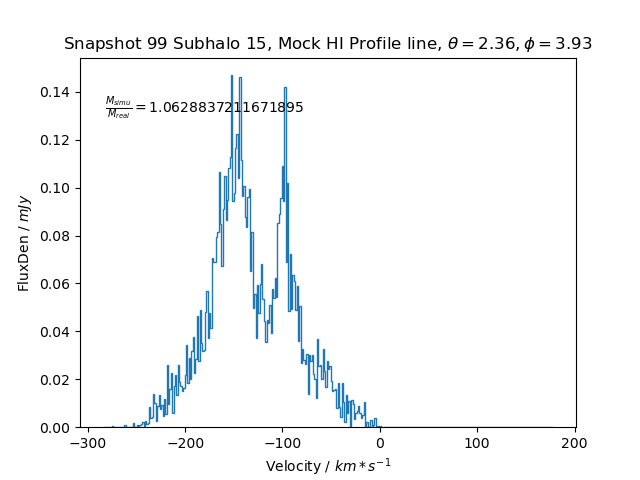 Snapshot 99 Subhalo 15, Mock HI Profile line, θ = 2.36, ϕ = 3.93
M_simu/M_real = 1.0628837211671895
0.14
0.12
0.10
0.08
0.06
0.04
0.02
0.00
FluxDen / mJy
−300 −200 −100 0 100 200
Velocity / km * s⁻¹